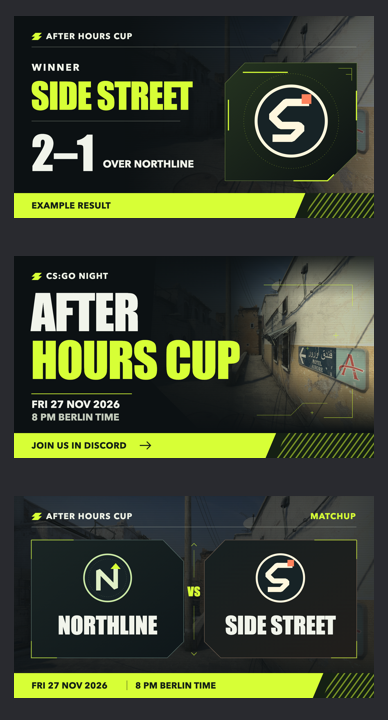 AFTER HOURS CUP
WINNER
SIDE STREET
2–1 OVER NORTHLINE
S
EXAMPLE RESULT
CS:GO NIGHT
AFTER
HOURS CUP
FRI 27 NOV 2026
8 PM BERLIN TIME
JOIN US IN DISCORD
فندق
HOTEL
A
AFTER HOURS CUP
MATCHUP
N
S
VS
NORTHLINE
SIDE STREET
FRI 27 NOV 2026
8 PM BERLIN TIME